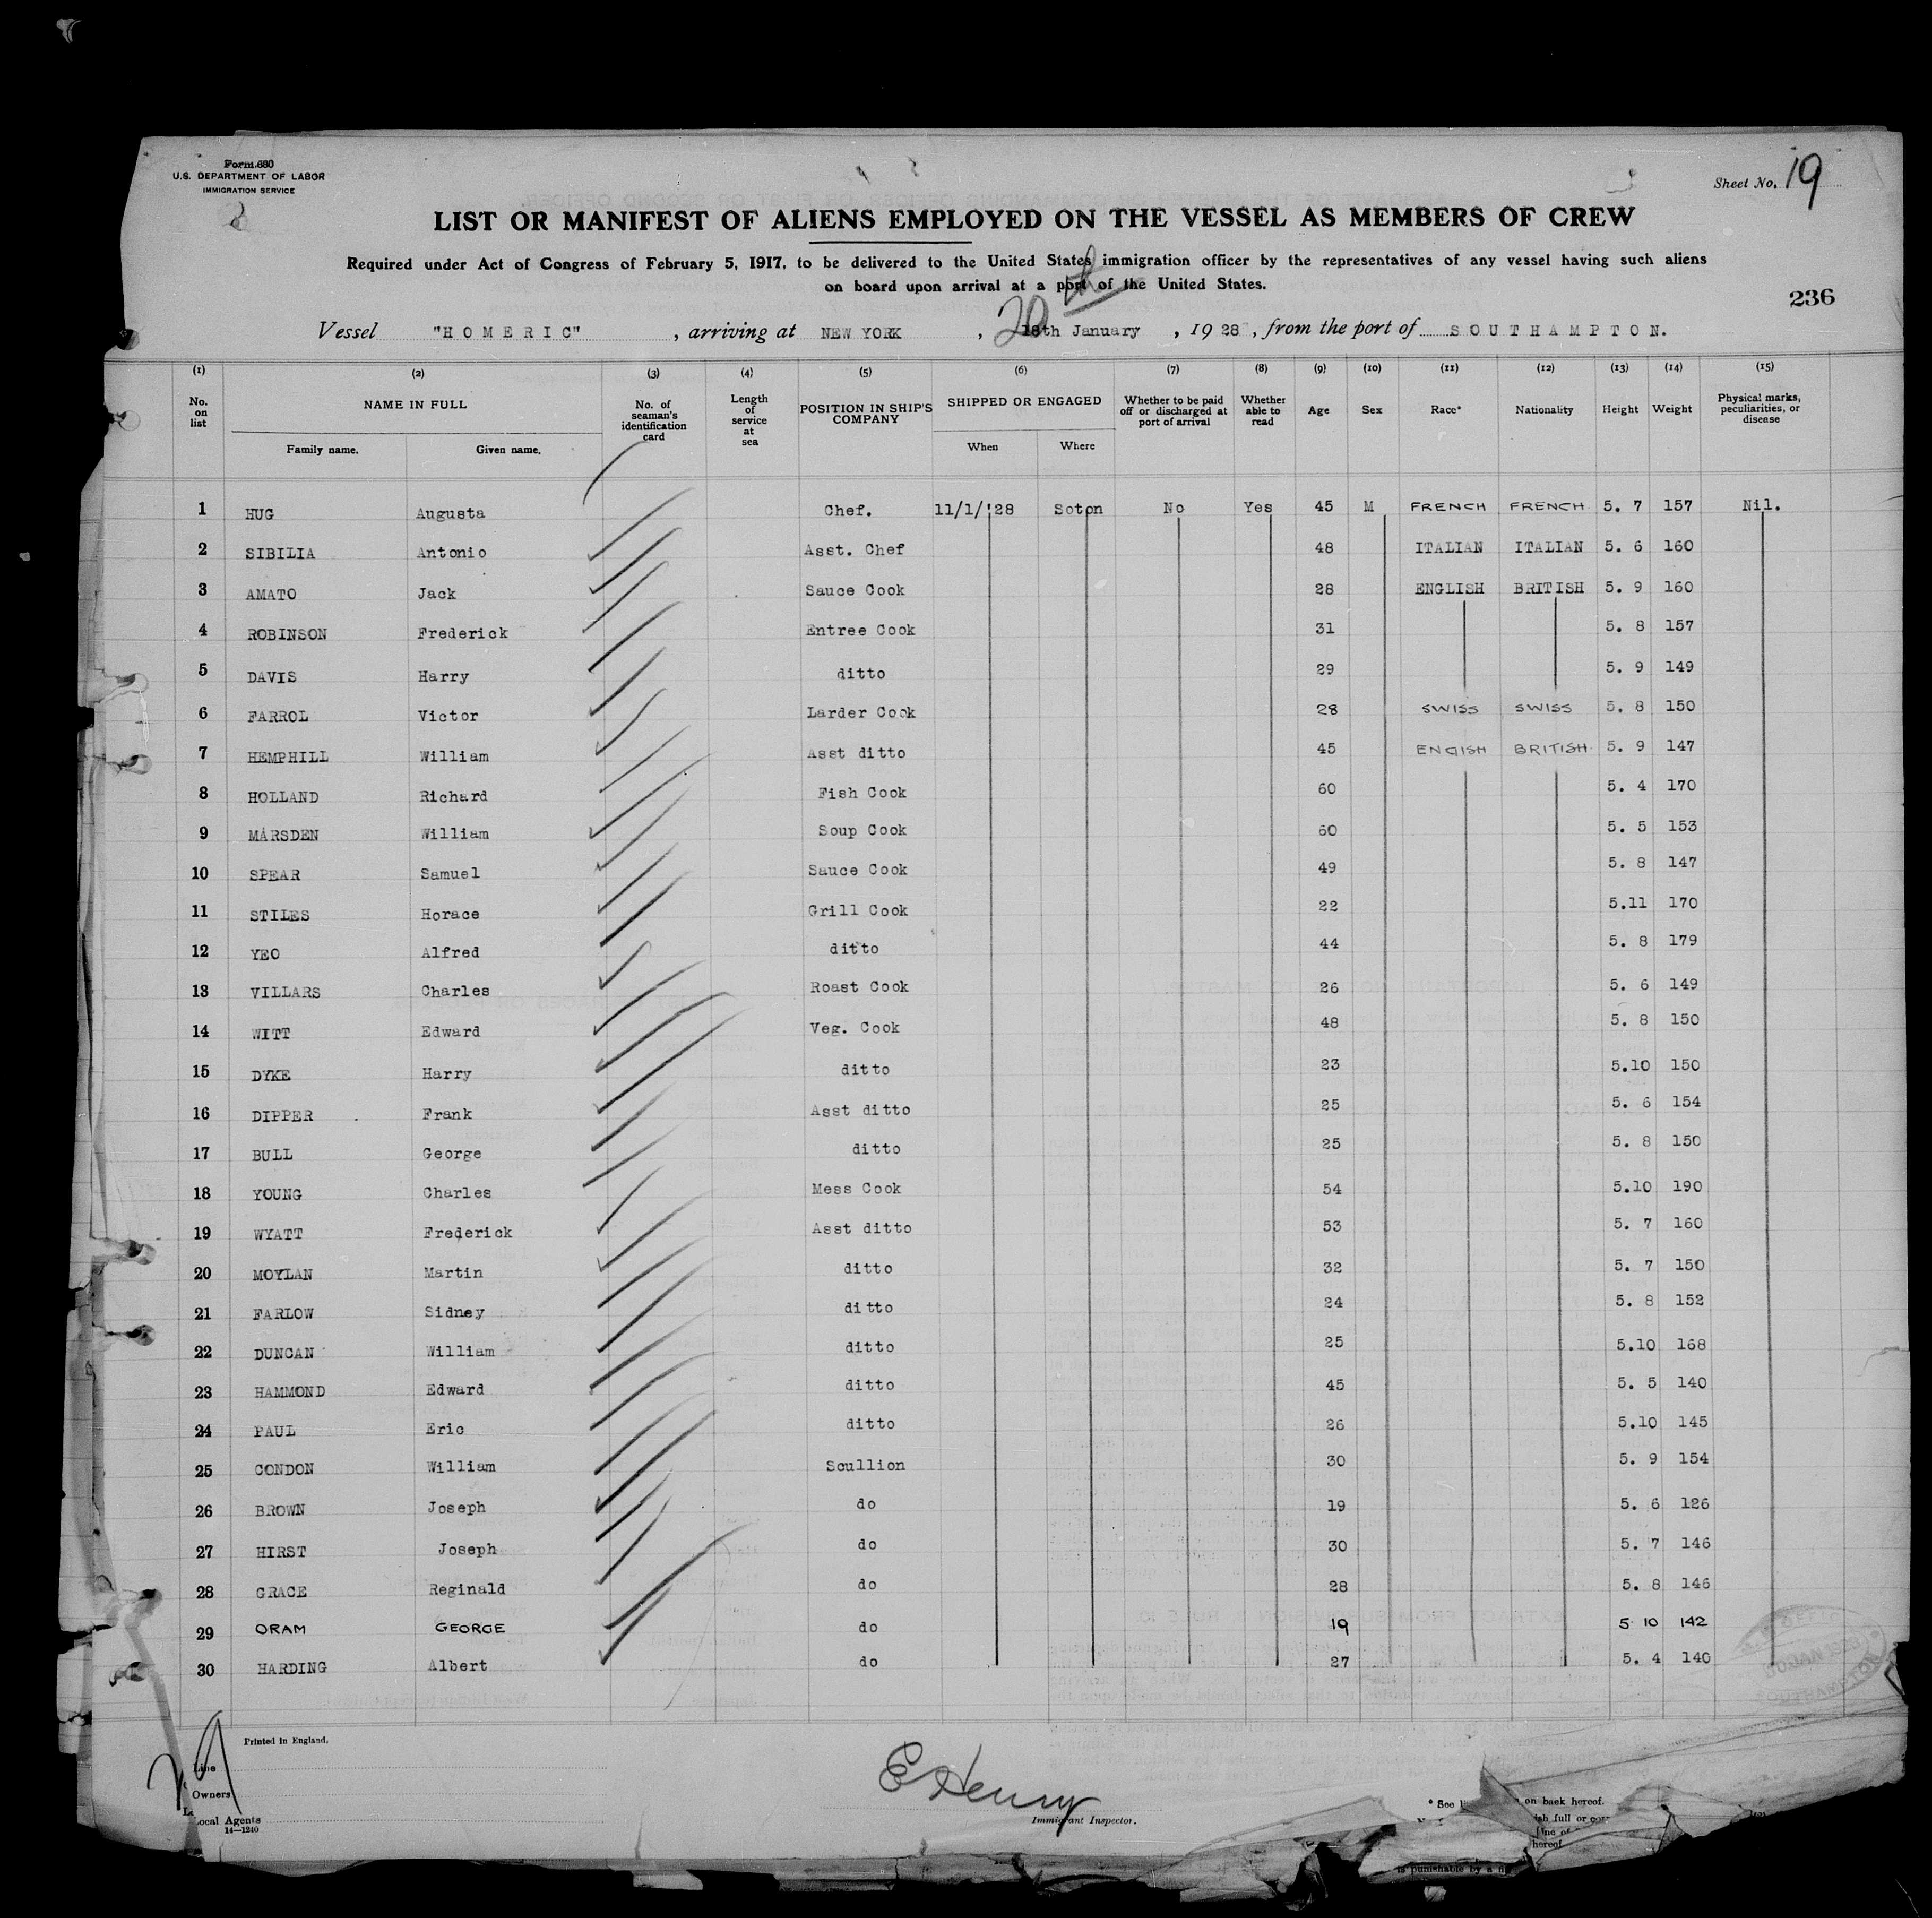 Form 680
U.S. DEPARTMENT OF LABOR
IMMIGRATION SERVICE
Sheet No. 19
LIST OR MANIFEST OF ALIENS EMPLOYED ON THE VESSEL AS MEMBERS OF CREW
Required under Act of Congress of February 5, 1917, to be delivered to the United States immigration officer by the representatives of any vessel having such aliens
on board upon arrival at a port of the United States.
236
Vessel "HOMERIC", arriving at NEW YORK, 20th 18th January, 1928, from the port of SOUTHAMPTON.
(1) (2) (3) (4) (5) (6) (7) (8) (9) (10) (11) (12) (13) (14) (15)
No. on list NAME IN FULL No. of seaman's identification card Length of service at sea POSITION IN SHIP'S COMPANY SHIPPED OR ENGAGED Whether to be paid off or discharged at port of arrival Whether able to read Age Sex Race* Nationality Height Weight Physical marks, peculiarities, or disease
Family name. Given name. When Where
1 HUG Augusta Chef. 11/1/'28 Soton No Yes 45 M FRENCH FRENCH 5. 7 157 Nil.
2 SIBILIA Antonio Asst. Chef 48 ITALIAN ITALIAN 5. 6 160
3 AMATO Jack Sauce Cook 28 ENGLISH BRITISH 5. 9 160
4 ROBINSON Frederick Entree Cook 31 5. 8 157
5 DAVIS Harry ditto 29 5. 9 149
6 FARROL Victor Larder Cook 28 SWISS SWISS 5. 8 150
7 HEMPHILL William Asst ditto 45 ENGISH BRITISH 5. 9 147
8 HOLLAND Richard Fish Cook 60 5. 4 170
9 MARSDEN William Soup Cook 60 5. 5 153
10 SPEAR Samuel Sauce Cook 49 5. 8 147
11 STILES Horace Grill Cook 22 5.11 170
12 YEO Alfred ditto 44 5. 8 179
13 VILLARS Charles Roast Cook 26 5. 6 149
14 WITT Edward Veg. Cook 48 5. 8 150
15 DYKE Harry ditto 23 5.10 150
16 DIPPER Frank Asst ditto 25 5. 6 154
17 BULL George ditto 25 5. 8 150
18 YOUNG Charles Mess Cook 54 5.10 190
19 WYATT Frederick Asst ditto 53 5. 7 160
20 MOYLAN Martin ditto 32 5. 7 150
21 FARLOW Sidney ditto 24 5. 8 152
22 DUNCAN William ditto 25 5.10 168
23 HAMMOND Edward ditto 45 5. 5 140
24 PAUL Eric ditto 26 5.10 145
25 CONDON William Scullion 30 5. 9 154
26 BROWN Joseph do 19 5. 6 126
27 HIRST Joseph do 30 5. 7 146
28 GRACE Reginald do 28 5. 8 146
29 ORAM GEORGE do 19 5 10 142
30 HARDING Albert do 27 5. 4 140
Printed in England.
Line
Owners
Local Agents
14—1240
E Henry
Immigrant Inspector.
* See on back hereof.
full or
line of
hereof
is punishable by a